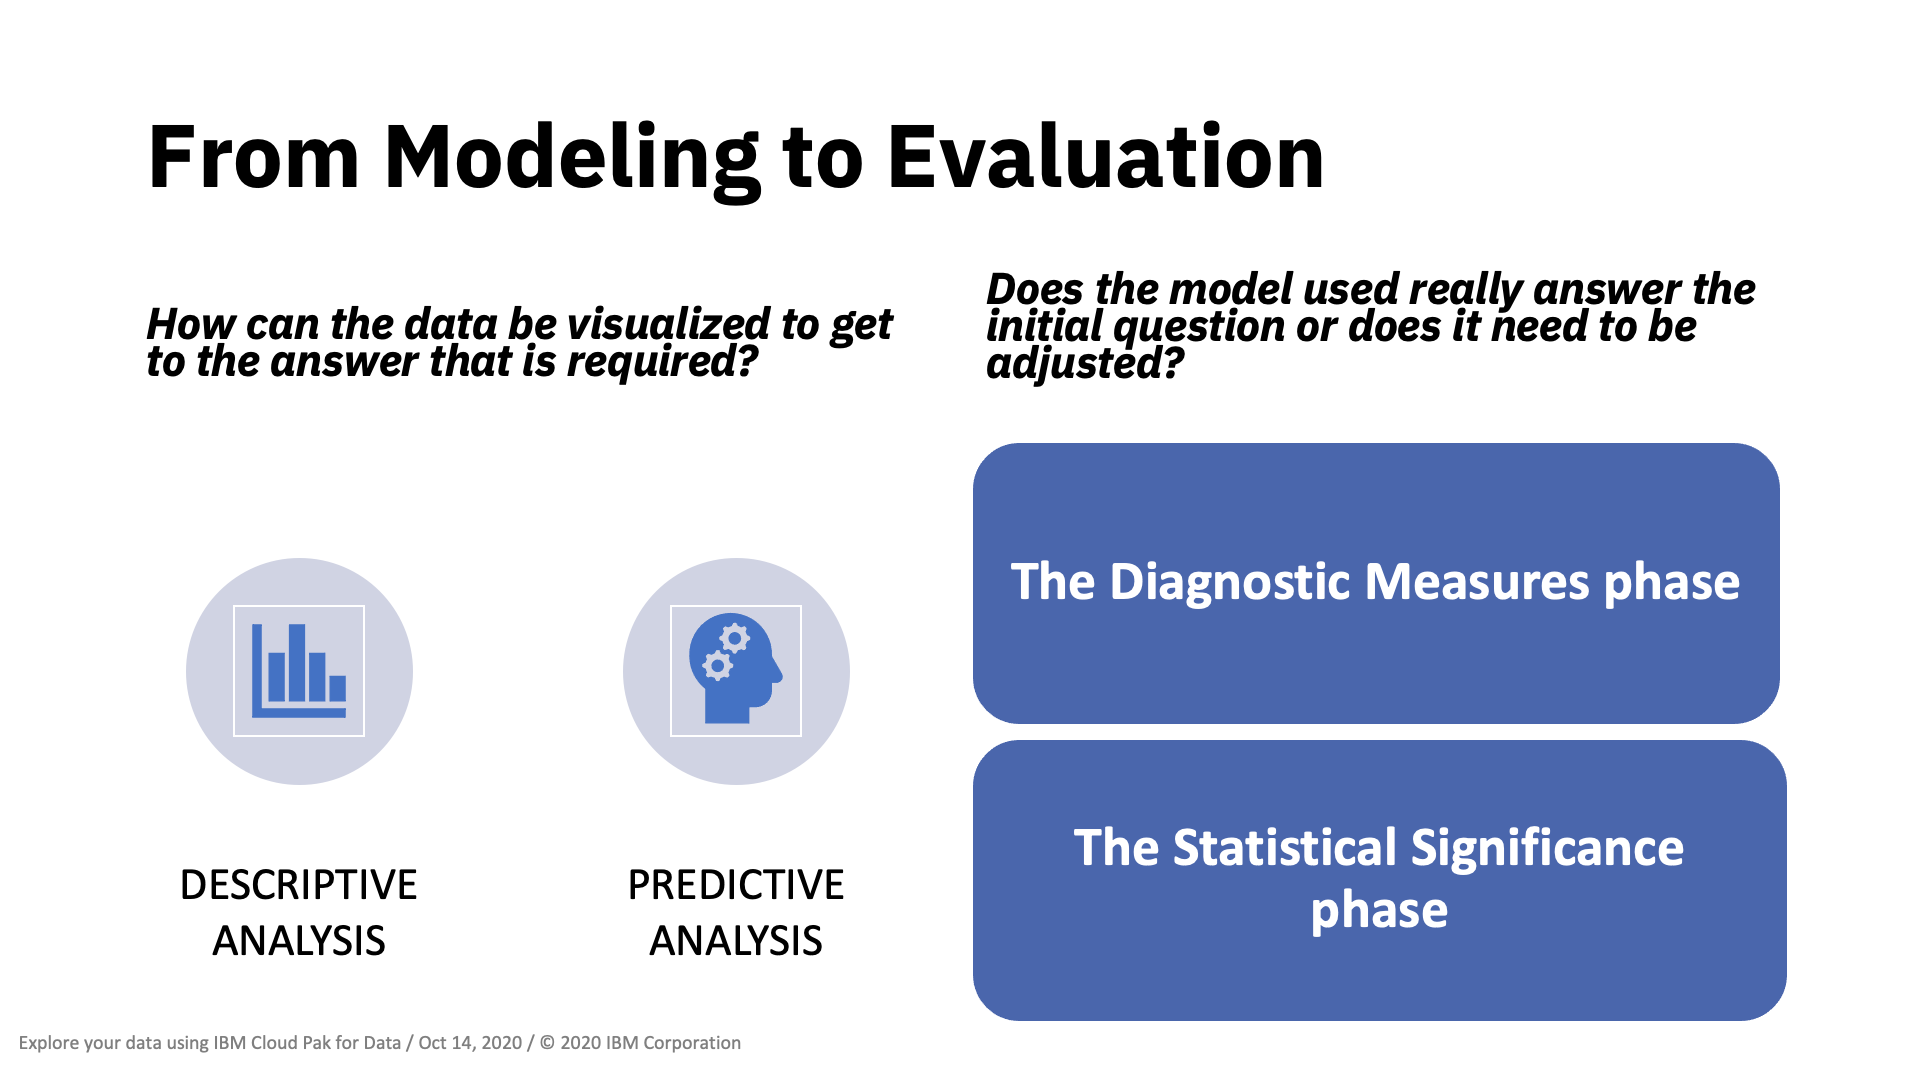 From Modeling to Evaluation
How can the data be visualized to get
to the answer that is required?
Does the model used really answer the
initial question or does it need to be
adjusted?
DESCRIPTIVE
ANALYSIS
PREDICTIVE
ANALYSIS
The Diagnostic Measures phase
The Statistical Significance
phase
Explore your data using IBM Cloud Pak for Data / Oct 14, 2020 / © 2020 IBM Corporation